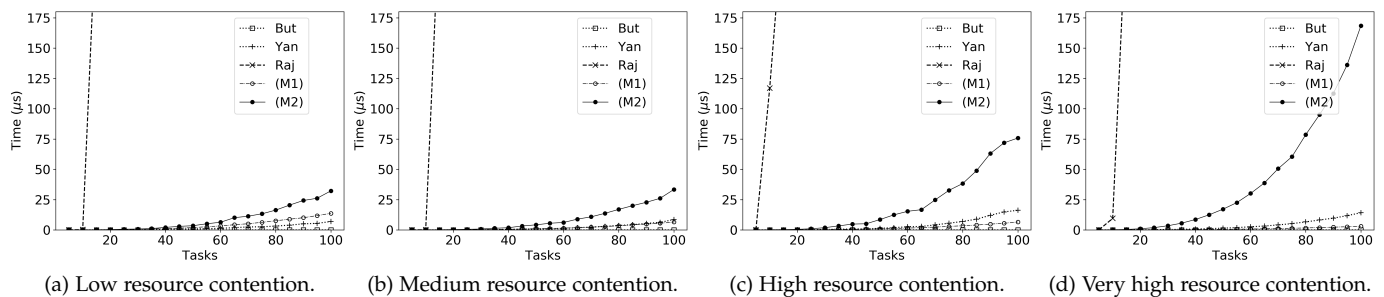 175
150
125
100
75
50
25
0
Time (μs)
20 40 60 80 100
Tasks
But
Yan
Raj
(M1)
(M2)
(a) Low resource contention.
175
150
125
100
75
50
25
0
Time (μs)
20 40 60 80 100
Tasks
But
Yan
Raj
(M1)
(M2)
(b) Medium resource contention.
175
150
125
100
75
50
25
0
Time (μs)
20 40 60 80 100
Tasks
But
Yan
Raj
(M1)
(M2)
(c) High resource contention.
175
150
125
100
75
50
25
0
Time (μs)
20 40 60 80 100
Tasks
But
Yan
Raj
(M1)
(M2)
(d) Very high resource contention.